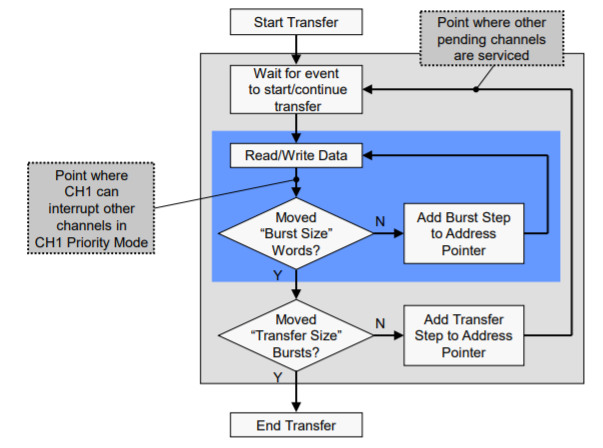 Start Transfer
Point where other
pending channels
are serviced
Wait for event
to start/continue
transfer
Read/Write Data
Point where
CH1 can
interrupt other
channels in
CH1 Priority Mode
Moved
“Burst Size”
Words?
N
Add Burst Step
to Address
Pointer
Y
Moved
“Transfer Size”
Bursts?
N
Add Transfer
Step to Address
Pointer
Y
End Transfer